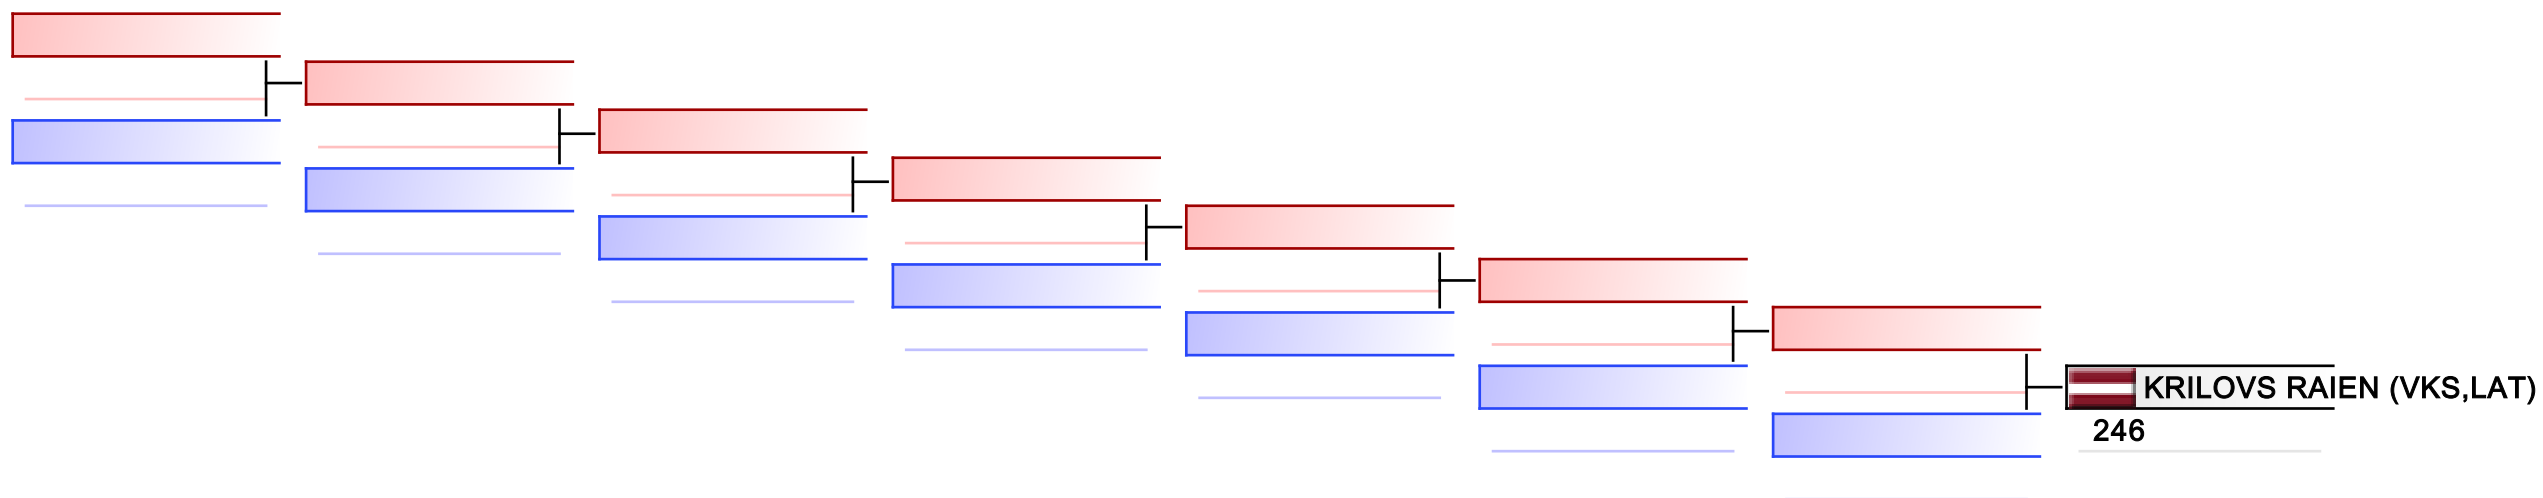 KRILOVS RAIEN (VKS,LAT)
246